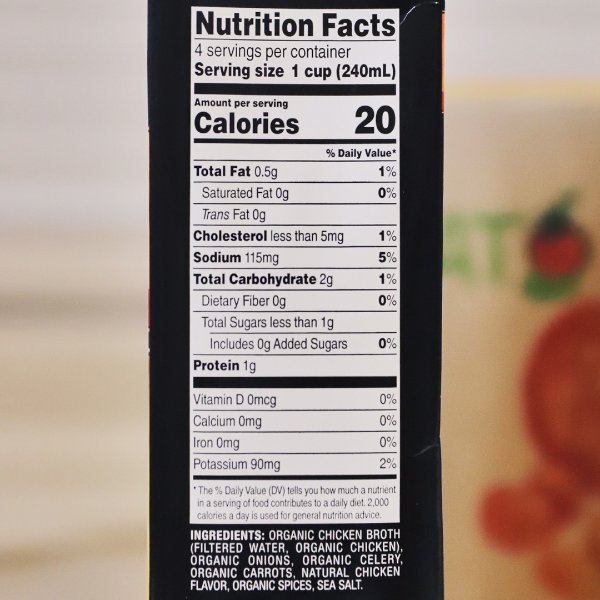 Nutrition Facts
4 servings per container
Serving size 1 cup (240mL)
Amount per serving
Calories 20
% Daily Value*
Total Fat 0.5g 1%
Saturated Fat 0g 0%
Trans Fat 0g
Cholesterol less than 5mg 1%
Sodium 115mg 5%
Total Carbohydrate 2g 1%
Dietary Fiber 0g 0%
Total Sugars less than 1g
Includes 0g Added Sugars 0%
Protein 1g
Vitamin D 0mcg 0%
Calcium 0mg 0%
Iron 0mg 0%
Potassium 90mg 2%
* The % Daily Value (DV) tells you how much a nutrient
in a serving of food contributes to a daily diet. 2,000
calories a day is used for general nutrition advice.
INGREDIENTS: ORGANIC CHICKEN BROTH
(FILTERED WATER, ORGANIC CHICKEN),
ORGANIC ONIONS, ORGANIC CELERY,
ORGANIC CARROTS, NATURAL CHICKEN
FLAVOR, ORGANIC SPICES, SEA SALT.